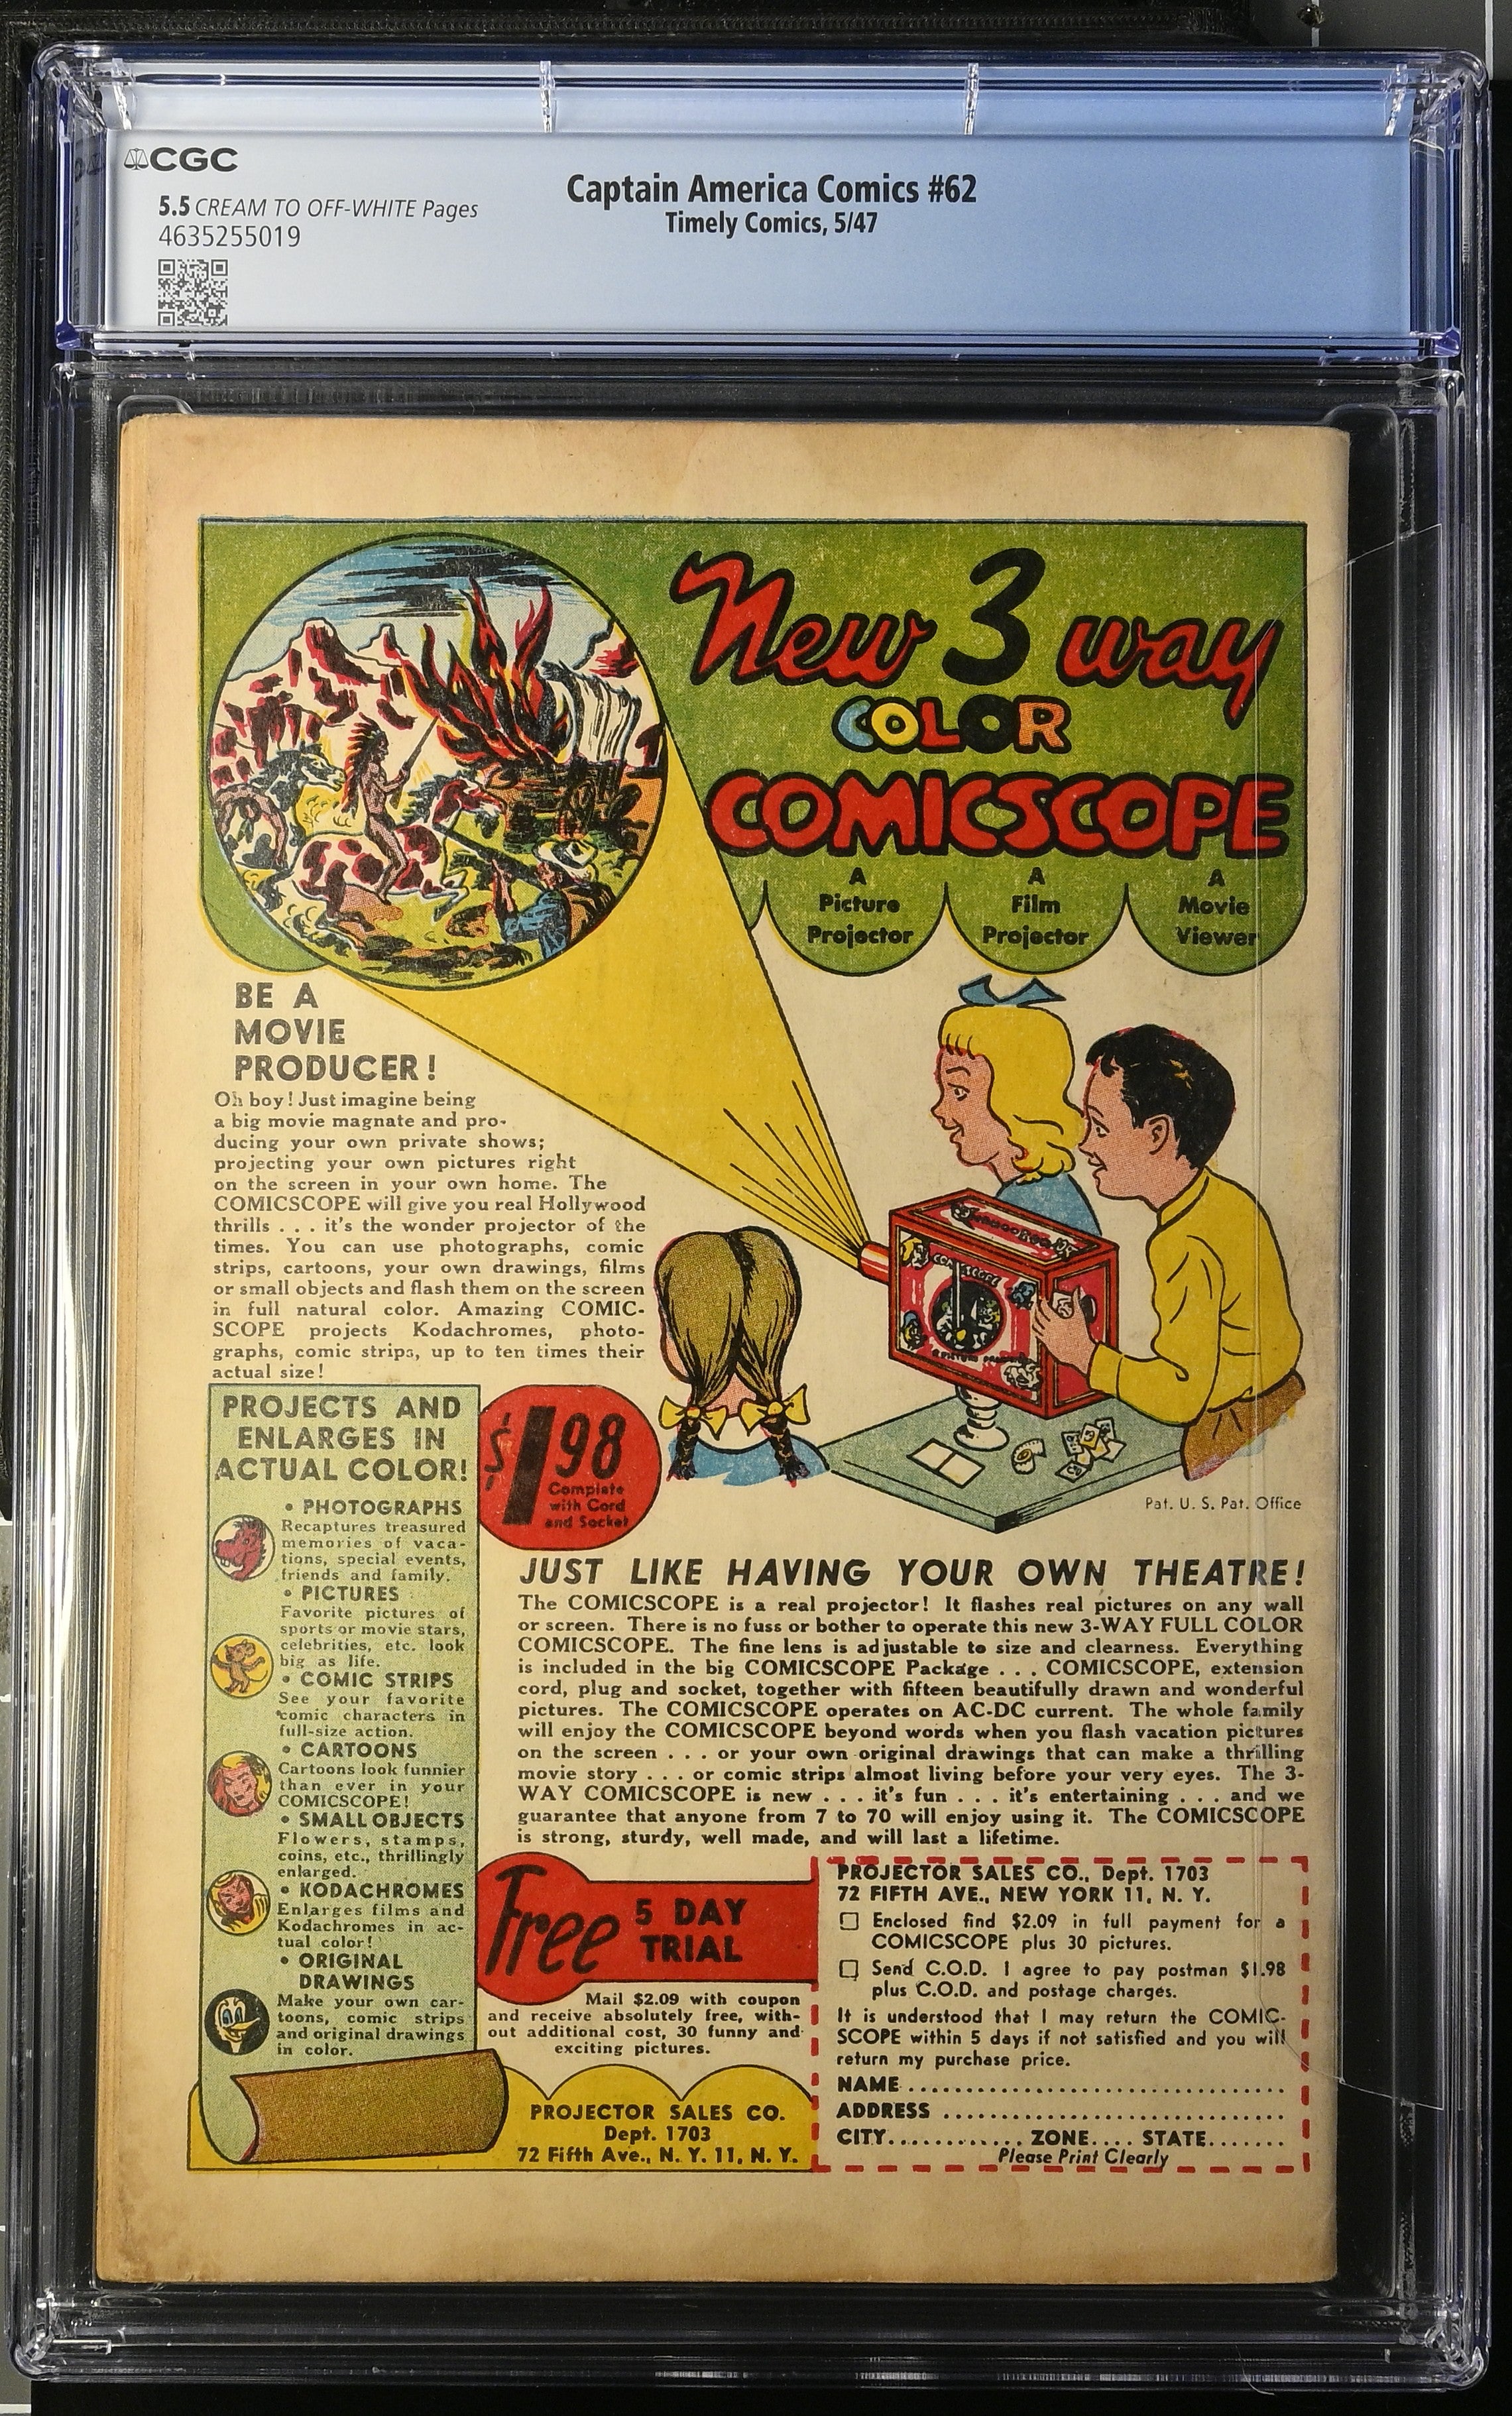 CGC
5.5 CREAM TO OFF-WHITE Pages
4635255019
Captain America Comics #62
Timely Comics, 5/47
New 3 way
COLOR
COMICSCOPE
A
Picture
Projector
A
Film
Projector
A
Movie
Viewer
BE A
MOVIE
PRODUCER!
Oh boy! Just imagine being
a big movie magnate and pro-
ducing your own private shows;
projecting your own pictures right
on the screen in your own home. The
COMICSCOPE will give you real Hollywood
thrills . . . it's the wonder projector of the
times. You can use photographs, comic
strips, cartoons, your own drawings, films
or small objects and flash them on the screen
in full natural color. Amazing COMIC-
SCOPE projects Kodachromes, photo-
graphs, comic strips, up to ten times their
actual size!
COMICSCOPE
PROJECTS AND
ENLARGES IN
ACTUAL COLOR!
• PHOTOGRAPHS
Recaptures treasured
memories of vaca-
tions, special events,
friends and family.
• PICTURES
Favorite pictures of
sports or movie stars,
celebrities, etc. look
big as life.
• COMIC STRIPS
See your favorite
comic characters in
full-size action.
• CARTOONS
Cartoons look funnier
than ever in your
COMICSCOPE!
• SMALL OBJECTS
Flowers, stamps,
coins, etc., thrillingly
enlarged.
• KODACHROMES
Enlarges films and
Kodachromes in ac-
tual color!
• ORIGINAL
DRAWINGS
Make your own car-
toons, comic strips
and original drawings
in color.
$1.98
Complete
with Cord
and Socket
Pat. U. S. Pat. Office
JUST LIKE HAVING YOUR OWN THEATRE!
The COMICSCOPE is a real projector! It flashes real pictures on any wall
or screen. There is no fuss or bother to operate this new 3-WAY FULL COLOR
COMICSCOPE. The fine lens is adjustable to size and clearness. Everything
is included in the big COMICSCOPE Package . . . COMICSCOPE, extension
cord, plug and socket, together with fifteen beautifully drawn and wonderful
pictures. The COMICSCOPE operates on AC-DC current. The whole family
will enjoy the COMICSCOPE beyond words when you flash vacation pictures
on the screen . . . or your own original drawings that can make a thrilling
movie story . . . or comic strips almost living before your very eyes. The 3-
WAY COMICSCOPE is new . . . it's fun . . . it's entertaining . . . and we
guarantee that anyone from 7 to 70 will enjoy using it. The COMICSCOPE
is strong, sturdy, well made, and will last a lifetime.
Free 5 DAY
TRIAL
Mail $2.09 with coupon
and receive absolutely free, with-
out additional cost, 30 funny and
exciting pictures.
PROJECTOR SALES CO.
Dept. 1703
72 Fifth Ave., N. Y. 11, N. Y.
PROJECTOR SALES CO., Dept. 1703
72 FIFTH AVE., NEW YORK 11, N. Y.
Enclosed find $2.09 in full payment for a
COMICSCOPE plus 30 pictures.
Send C.O.D. I agree to pay postman $1.98
plus C.O.D. and postage charges.
It is understood that I may return the COMIC-
SCOPE within 5 days if not satisfied and you will
return my purchase price.
NAME
ADDRESS
CITY............ ZONE.... STATE.......
Please Print Clearly